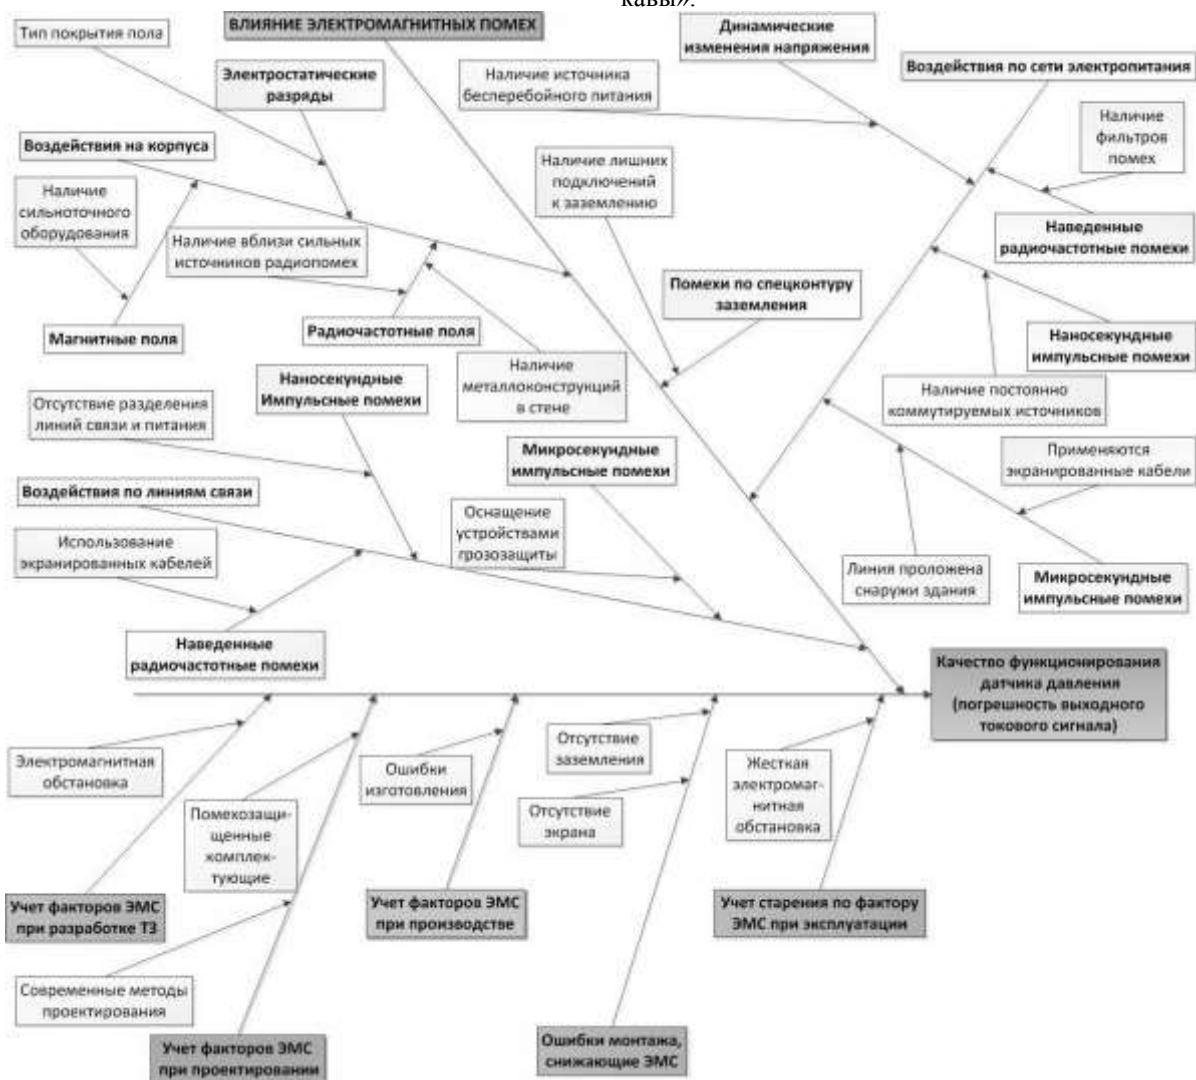 кавы».
ВЛИЯНИЕ ЭЛЕКТРОМАГНИТНЫХ ПОМЕХ
Тип покрытия пола
Динамические
изменения напряжения
Воздействия по сети электропитания
Электростатические
разряды
Наличие источника
бесперебойного питания
Наличие
фильтров
помех
Воздействия на корпуса
Наличие лишних
подключений
к заземлению
Наличие
сильноточного
оборудования
Наличие вблизи сильных
источников радиопомех
Наведенные
радиочастотные помехи
Помехи по спецконтуру
заземления
Магнитные поля
Радиочастотные поля
Наносекундные
импульсные помехи
Наличие
металлоконструкций
в стене
Наносекундные
Импульсные помехи
Наличие постоянно
коммутируемых источников
Отсутствие разделения
линий связи и питания
Микросекундные
импульсные помехи
Применяются
экранированные кабели
Воздействия по линиям связи
Оснащение
устройствами
грозозащиты
Использование
экранированных кабелей
Линия проложена
снаружи здания
Микросекундные
импульсные помехи
Наведенные
радиочастотные помехи
Качество функционирования
датчика давления
(погрешность выходного
токового сигнала)
Электромагнитная
обстановка
Ошибки
изготовления
Отсутствие
заземления
Жесткая
электромаг-
нитная
обстановка
Помехозащи-
щенные
комплек-
тующие
Отсутствие
экрана
Учет факторов ЭМС
при разработке ТЗ
Учет факторов ЭМС
при производстве
Учет старения по фактору
ЭМС при эксплуатации
Современные методы
проектирования
Учет факторов ЭМС
при проектировании
Ошибки монтажа,
снижающие ЭМС